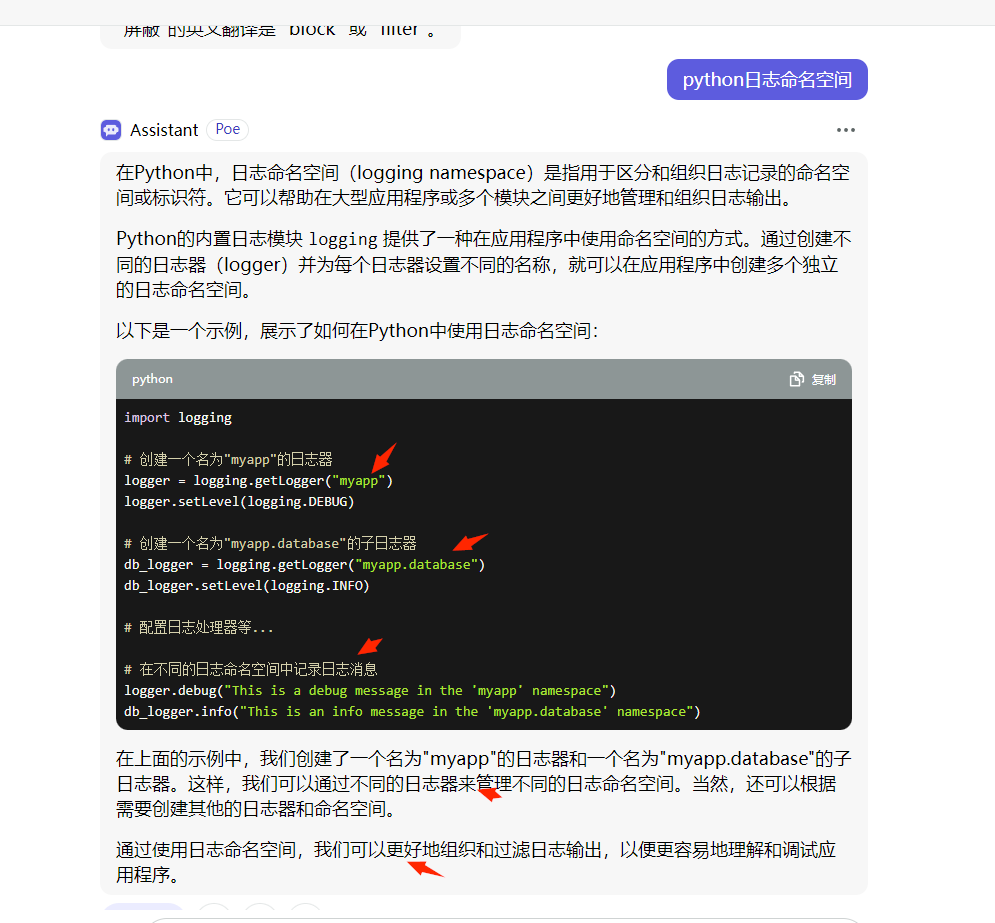 屏蔽"的英文翻译是 "block" 或 "filter"。
python日志命名空间
Assistant Poe
在Python中，日志命名空间（logging namespace）是指用于区分和组织日志记录的命名空
间或标识符。它可以帮助在大型应用程序或多个模块之间更好地管理和组织日志输出。
Python的内置日志模块 logging 提供了一种在应用程序中使用命名空间的方式。通过创建不
同的日志器（logger）并为每个日志器设置不同的名称，就可以在应用程序中创建多个独立
的日志命名空间。
以下是一个示例，展示了如何在Python中使用日志命名空间：
python 复制
import logging
# 创建一个名为"myapp"的日志器
logger = logging.getLogger("myapp")
logger.setLevel(logging.DEBUG)
# 创建一个名为"myapp.database"的子日志器
db_logger = logging.getLogger("myapp.database")
db_logger.setLevel(logging.INFO)
# 配置日志处理器等...
# 在不同的日志命名空间中记录日志消息
logger.debug("This is a debug message in the 'myapp' namespace")
db_logger.info("This is an info message in the 'myapp.database' namespace")
在上面的示例中，我们创建了一个名为"myapp"的日志器和一个名为"myapp.database"的子
日志器。这样，我们可以通过不同的日志器来管理不同的日志命名空间。当然，还可以根据
需要创建其他的日志器和命名空间。
通过使用日志命名空间，我们可以更好地组织和过滤日志输出，以便更容易地理解和调试应
用程序。